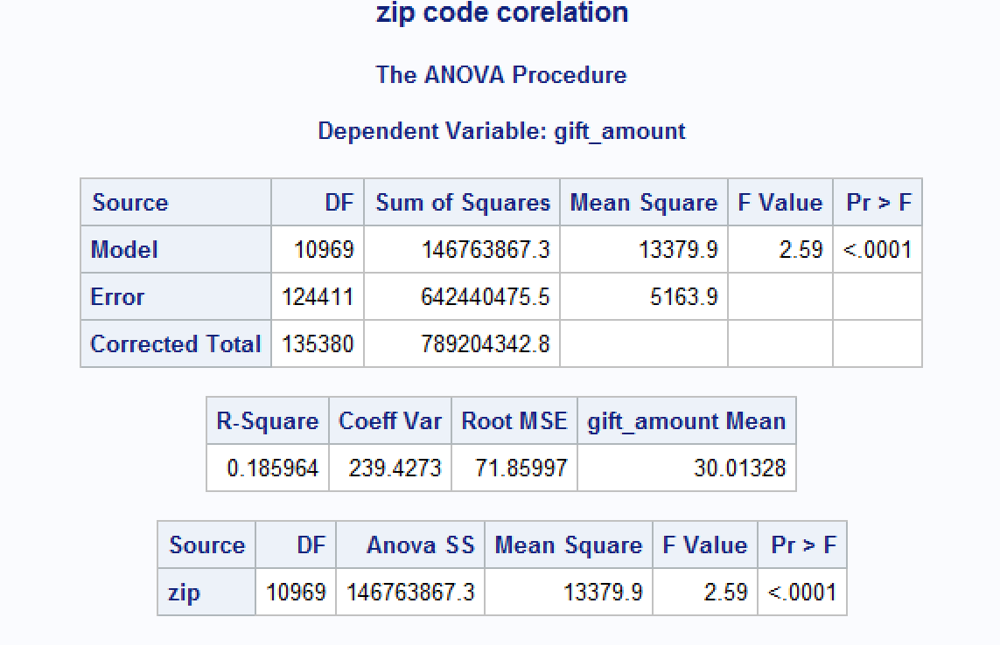 zip code corelation
The ANOVA Procedure
Dependent Variable: gift_amount
Source DF Sum of Squares Mean Square F Value Pr > F
Model 10969 146763867.3 13379.9 2.59 <.0001
Error 124411 642440475.5 5163.9
Corrected Total 135380 789204342.8
R-Square Coeff Var Root MSE gift_amount Mean
0.185964 239.4273 71.85997 30.01328
Source DF Anova SS Mean Square F Value Pr > F
zip 10969 146763867.3 13379.9 2.59 <.0001